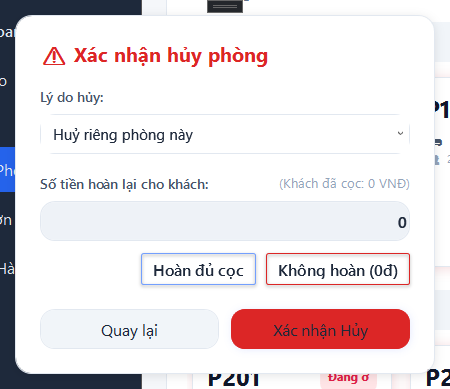 Xác nhận hủy phòng
Lý do hủy:
Huỷ riêng phòng này
Số tiền hoàn lại cho khách: (Khách đã cọc: 0 VNĐ)
0
Hoàn đủ cọc Không hoàn (0đ)
Quay lại Xác nhận Hủy
P201 Đang ở